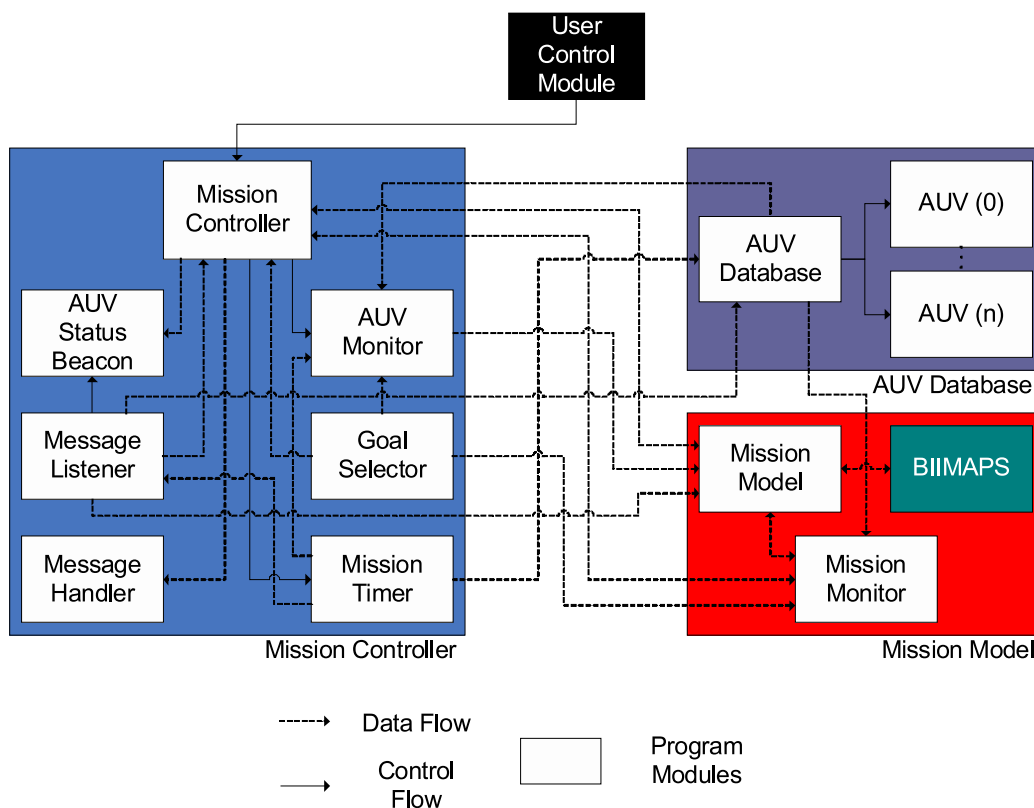 User
Control
Module
Mission
Controller
AUV
Status
Beacon
AUV
Monitor
Message
Listener
Goal
Selector
Message
Handler
Mission
Timer
Mission Controller
AUV
Database
AUV (0)
AUV (n)
AUV Database
Mission
Model
BIIMAPS
Mission
Monitor
Mission Model
Data Flow
Control
Flow
Program
Modules